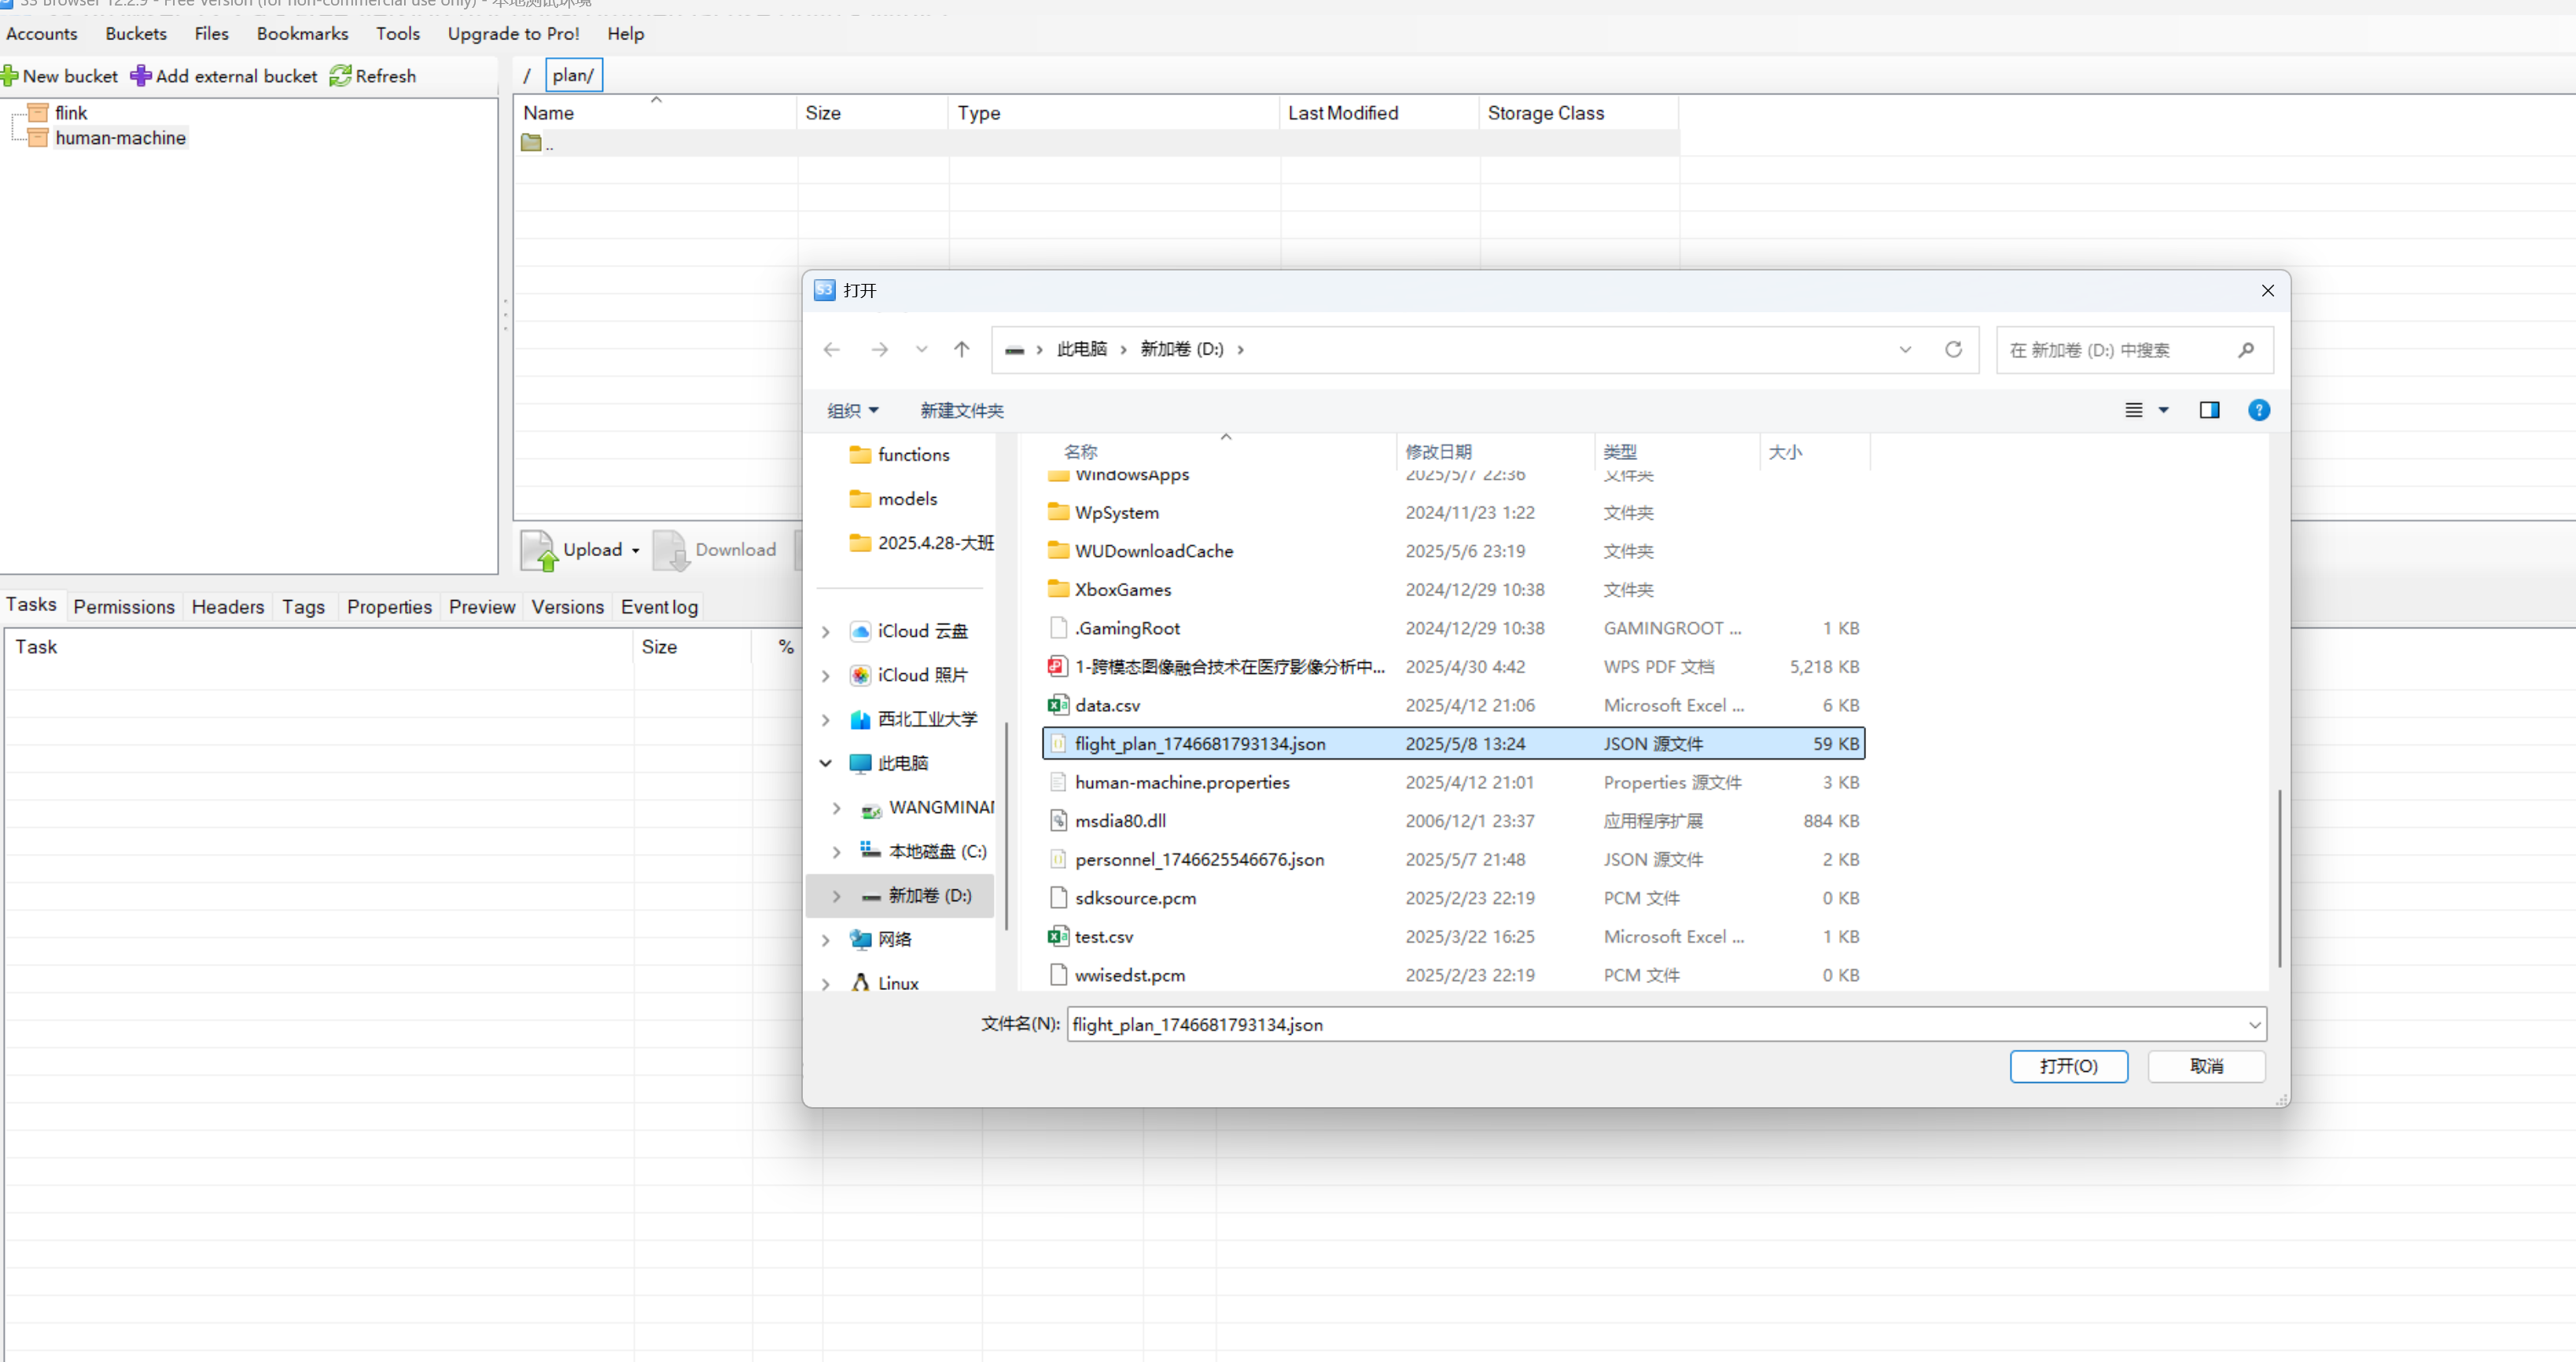 S3 Browser 12.2.9 - Free Version (for non-commercial use only) - 本地测试环境
Accounts Buckets Files Bookmarks Tools Upgrade to Pro! Help
New bucket Add external bucket Refresh
/ plan/
flink
human-machine
Name Size Type Last Modified Storage Class
..
Upload Download
Tasks Permissions Headers Tags Properties Preview Versions Event log
Task Size %
打开
此电脑 新加卷 (D:)
在 新加卷 (D:) 中搜索
组织 新建文件夹
functions
models
2025.4.28-大班
iCloud 云盘
iCloud 照片
西北工业大学
此电脑
WANGMINAN
本地磁盘 (C:)
新加卷 (D:)
网络
Linux
名称 修改日期 类型 大小
WindowsApps 2025/5/7 22:36 文件夹
WpSystem 2024/11/23 1:22 文件夹
WUDownloadCache 2025/5/6 23:19 文件夹
XboxGames 2024/12/29 10:38 文件夹
.GamingRoot 2024/12/29 10:38 GAMINGROOT ... 1 KB
1-跨模态图像融合技术在医疗影像分析中... 2025/4/30 4:42 WPS PDF 文档 5,218 KB
data.csv 2025/4/12 21:06 Microsoft Excel ... 6 KB
flight_plan_1746681793134.json 2025/5/8 13:24 JSON 源文件 59 KB
human-machine.properties 2025/4/12 21:01 Properties 源文件 3 KB
msdia80.dll 2006/12/1 23:37 应用程序扩展 884 KB
personnel_1746625546676.json 2025/5/7 21:48 JSON 源文件 2 KB
sdksource.pcm 2025/2/23 22:19 PCM 文件 0 KB
test.csv 2025/3/22 16:25 Microsoft Excel ... 1 KB
wwisedst.pcm 2025/2/23 22:19 PCM 文件 0 KB
文件名(N): flight_plan_1746681793134.json
打开(O) 取消